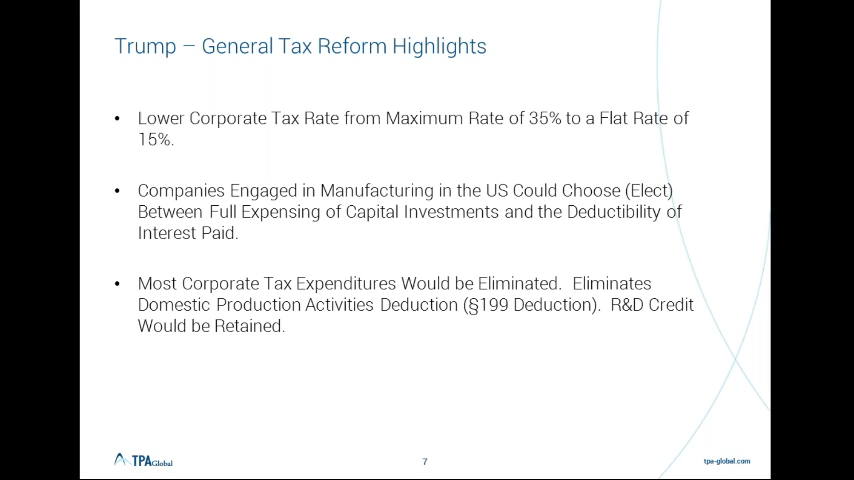 Trump – General Tax Reform Highlights
• Lower Corporate Tax Rate from Maximum Rate of 35% to a Flat Rate of
15%.
• Companies Engaged in Manufacturing in the US Could Choose (Elect)
Between Full Expensing of Capital Investments and the Deductibility of
Interest Paid.
• Most Corporate Tax Expenditures Would be Eliminated.  Eliminates
Domestic Production Activities Deduction (§199 Deduction).  R&D Credit
Would be Retained.
TPAGlobal
7
tpa-global.com